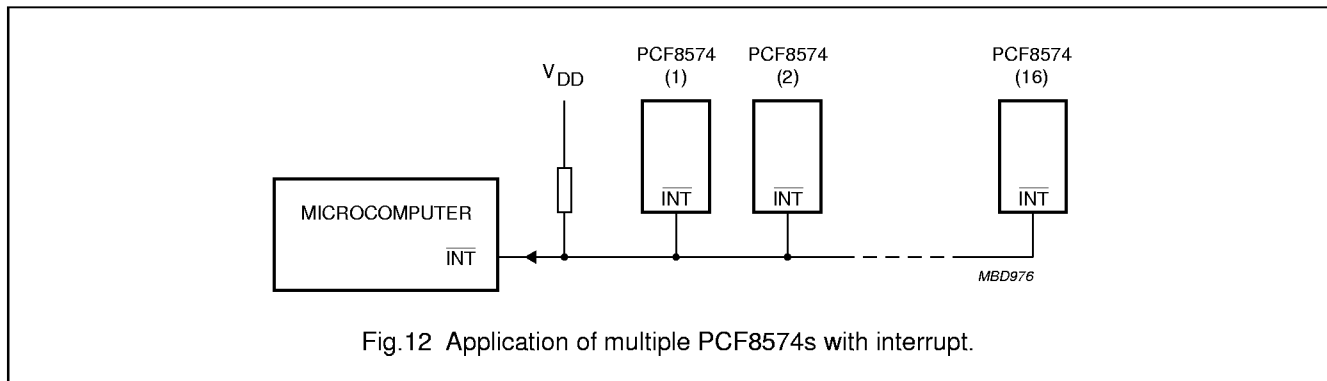 PCF8574
(1)
PCF8574
(2)
PCF8574
(16)
VDD
INT
INT
INT
MICROCOMPUTER
INT
MBD976
Fig.12 Application of multiple PCF8574s with interrupt.